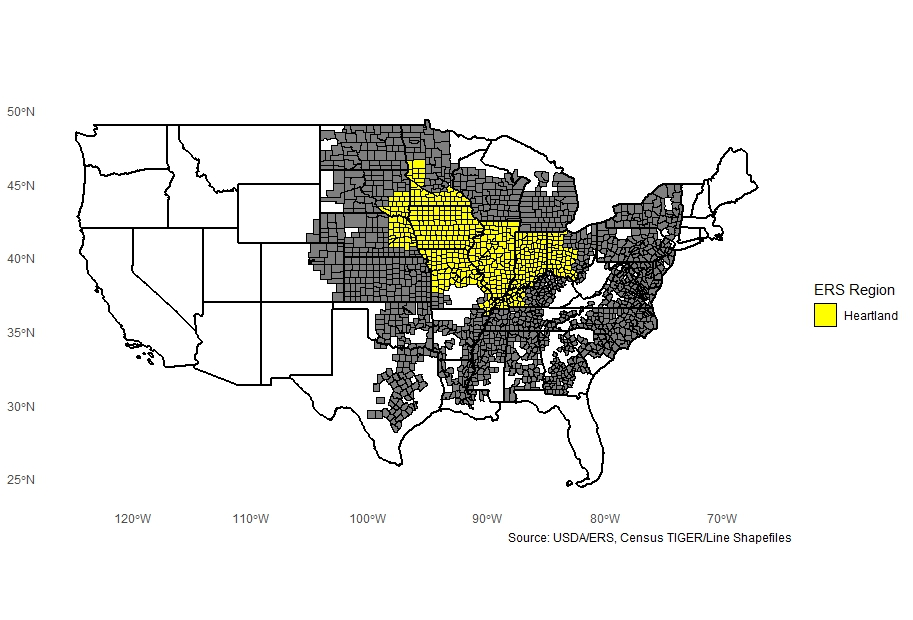 50°N
45°N
40°N
35°N
30°N
25°N
120°W 110°W 100°W 90°W 80°W 70°W
ERS Region
Heartland
Source: USDA/ERS, Census TIGER/Line Shapefiles